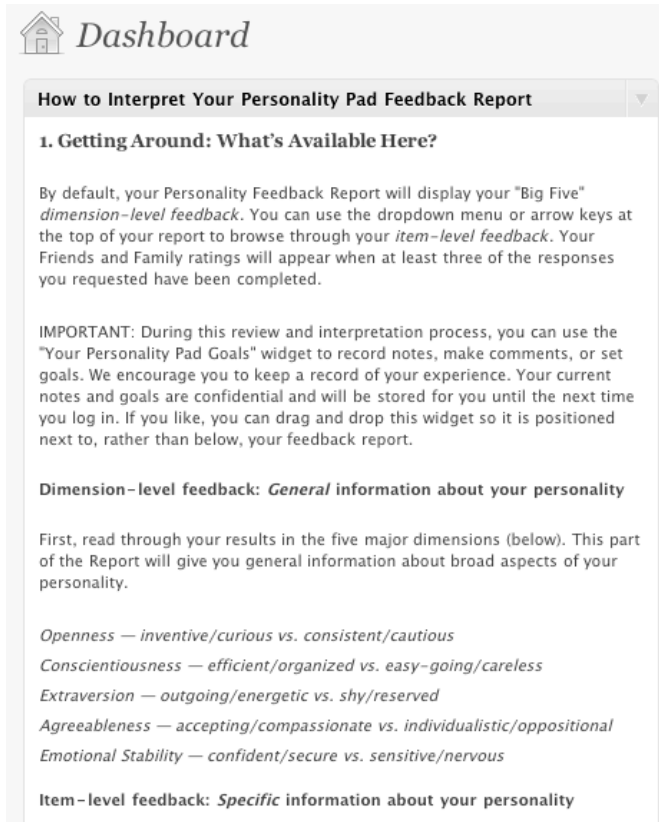 Dashboard
How to Interpret Your Personality Pad Feedback Report
1. Getting Around: What's Available Here?
By default, your Personality Feedback Report will display your "Big Five"
dimension-level feedback. You can use the dropdown menu or arrow keys at
the top of your report to browse through your item-level feedback. Your
Friends and Family ratings will appear when at least three of the responses
you requested have been completed.
IMPORTANT: During this review and interpretation process, you can use the
"Your Personality Pad Goals" widget to record notes, make comments, or set
goals. We encourage you to keep a record of your experience. Your current
notes and goals are confidential and will be stored for you until the next time
you log in. If you like, you can drag and drop this widget so it is positioned
next to, rather than below, your feedback report.
Dimension-level feedback: General information about your personality
First, read through your results in the five major dimensions (below). This part
of the Report will give you general information about broad aspects of your
personality.
Openness — inventive/curious vs. consistent/cautious
Conscientiousness — efficient/organized vs. easy-going/careless
Extraversion — outgoing/energetic vs. shy/reserved
Agreeableness — accepting/compassionate vs. individualistic/oppositional
Emotional Stability — confident/secure vs. sensitive/nervous
Item-level feedback: Specific information about your personality